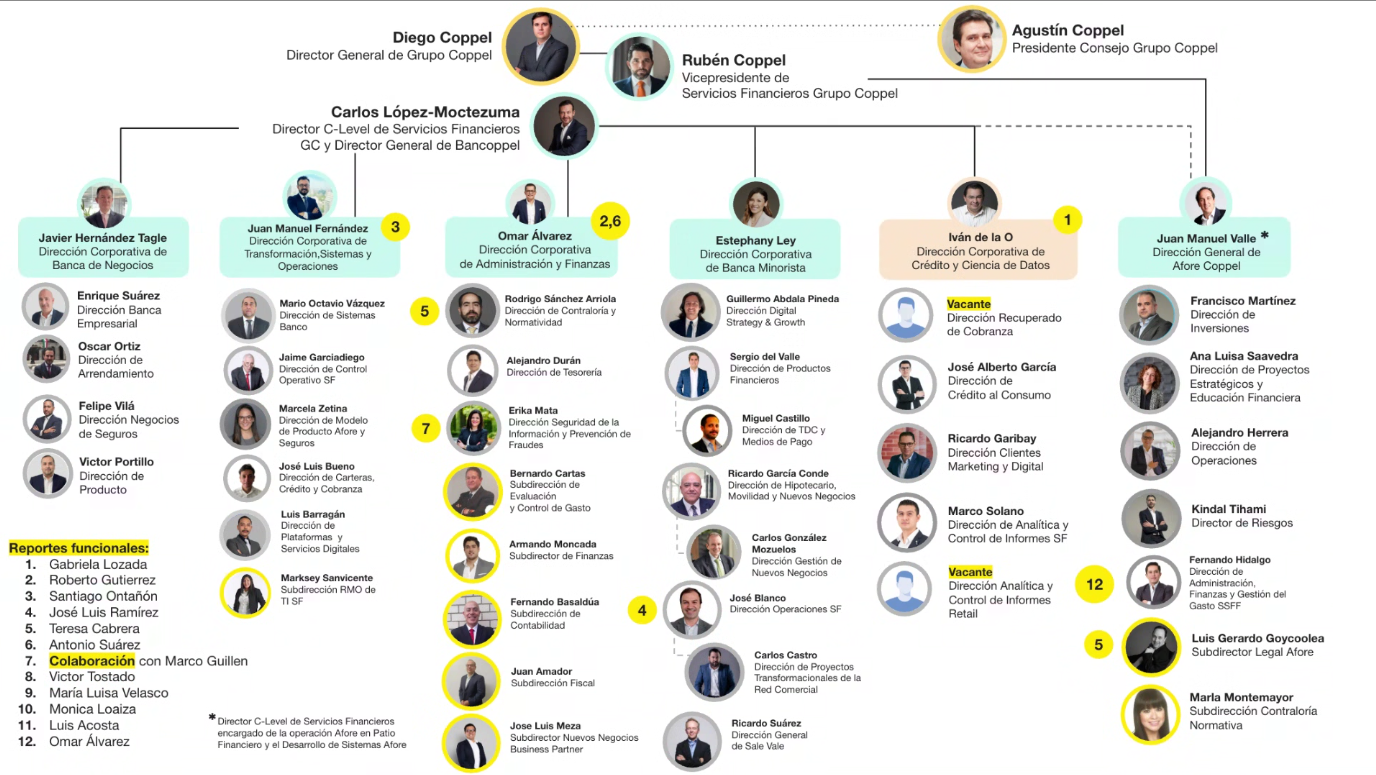 Diego Coppel
Director General de Grupo Coppel
Agustín Coppel
Presidente Consejo Grupo Coppel
Rubén Coppel
Vicepresidente de
Servicios Financieros Grupo Coppel
Carlos López-Moctezuma
Director C-Level de Servicios Financieros
GC y Director General de Bancoppel
Javier Hernández Tagle
Dirección Corporativa de
Banca de Negocios
Enrique Suárez
Dirección Banca
Empresarial
Oscar Ortiz
Dirección de
Arrendamiento
Felipe Vilá
Dirección Negocios
de Seguros
Victor Portillo
Dirección de
Producto
3
Juan Manuel Fernández
Dirección Corporativa de
Transformación,Sistemas y
Operaciones
Mario Octavio Vázquez
Dirección de Sistemas
Banco
Jaime Garciadiego
Dirección de Control
Operativo SF
Marcela Zetina
Dirección de Modelo
de Producto Afore y
Seguros
José Luis Bueno
Dirección de Carteras,
Crédito y Cobranza
Luis Barragán
Dirección de
Plataformas y
Servicios Digitales
Marksey Sanvicente
Subdirección RMO de
TI SF
2,6
Omar Álvarez
Dirección Corporativa
de Administración y Finanzas
5
Rodrigo Sánchez Arriola
Dirección de Contraloría y
Normatividad
Alejandro Durán
Dirección de Tesorería
7
Erika Mata
Dirección Seguridad de la
Información y Prevención de
Fraudes
Bernardo Cartas
Subdirección de
Evaluación
y Control de Gasto
Armando Moncada
Subdirector de Finanzas
Fernando Basaldúa
Subdirección de
Contabilidad
Juan Amador
Subdirección Fiscal
Jose Luis Meza
Subdirector Nuevos Negocios
Business Partner
Estephany Ley
Dirección Corporativa
de Banca Minorista
Guillermo Abdala Pineda
Dirección Digital
Strategy & Growth
Sergio del Valle
Dirección de Productos
Financieros
Miguel Castillo
Dirección de TDC y
Medios de Pago
Ricardo García Conde
Dirección de Hipotecario,
Movilidad y Nuevos Negocios
Carlos González
Mozuelos
Dirección Gestión de
Nuevos Negocios
4
José Blanco
Dirección Operaciones SF
Carlos Castro
Dirección de Proyectos
Transformacionales de la
Red Comercial
Ricardo Suárez
Dirección General
de Sale Vale
1
Iván de la O
Dirección Corporativa de
Crédito y Ciencia de Datos
Vacante
Dirección Recuperado
de Cobranza
José Alberto García
Dirección de
Crédito al Consumo
Ricardo Garibay
Dirección Clientes
Marketing y Digital
Marco Solano
Dirección de Analítica y
Control de Informes SF
Vacante
Dirección Analítica y
Control de Informes
Retail
Juan Manuel Valle *
Dirección General de
Afore Coppel
Francisco Martínez
Dirección de
Inversiones
Ana Luisa Saavedra
Dirección de Proyectos
Estratégicos y
Educación Financiera
Alejandro Herrera
Dirección de
Operaciones
Kindal Tihami
Director de Riesgos
12
Fernando Hidalgo
Dirección de
Administración,
Finanzas y Gestión del
Gasto SSFF
5
Luis Gerardo Goycoolea
Subdirector Legal Afore
Marla Montemayor
Subdirección Contraloría
Normativa
Reportes funcionales:
1. Gabriela Lozada
2. Roberto Gutierrez
3. Santiago Ontañón
4. José Luis Ramírez
5. Teresa Cabrera
6. Antonio Suárez
7. Colaboración con Marco Guillen
8. Victor Tostado
9. María Luisa Velasco
10. Monica Loaiza
11. Luis Acosta
12. Omar Álvarez
* Director C-Level de Servicios Financieros
encargado de la operación Afore en Patio
Financiero y el Desarrollo de Sistemas Afore